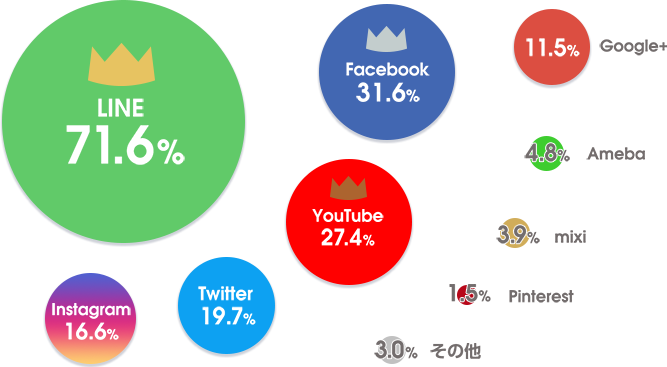 LINE
71.6%
Facebook
31.6%
11.5% Google+
4.8% Ameba
YouTube
27.4%
3.9% mixi
Instagram
16.6%
Twitter
19.7%
1.5% Pinterest
3.0% その他